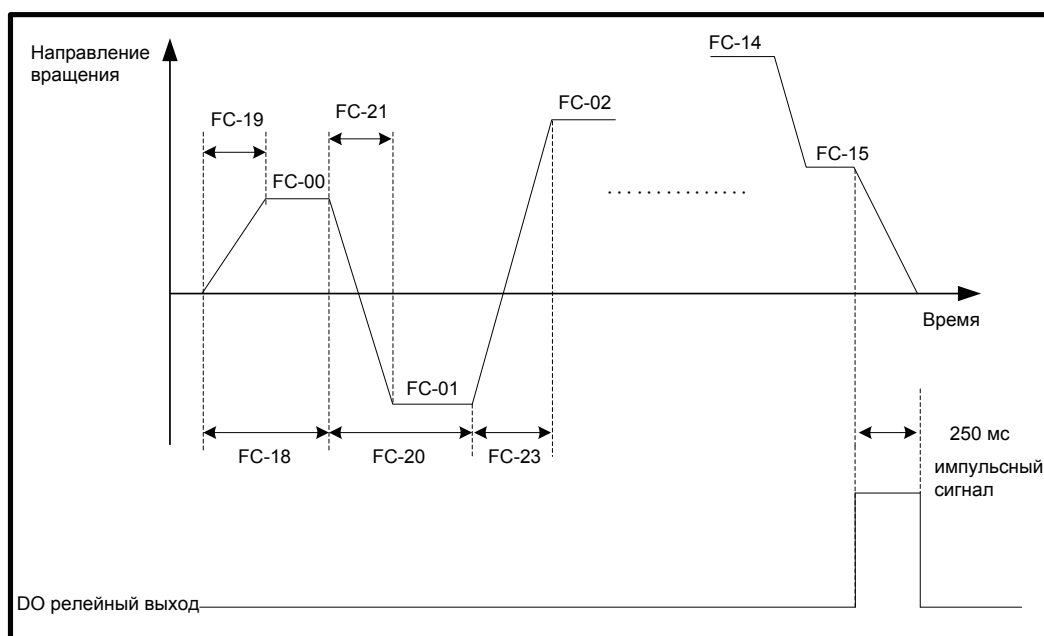 Направление
вращения
FC-14
FC-19
FC-21
FC-02
FC-15
FC-00
Время
FC-01
FC-18
FC-20
FC-23
250 мс
импульсный
сигнал
DO релейный выход